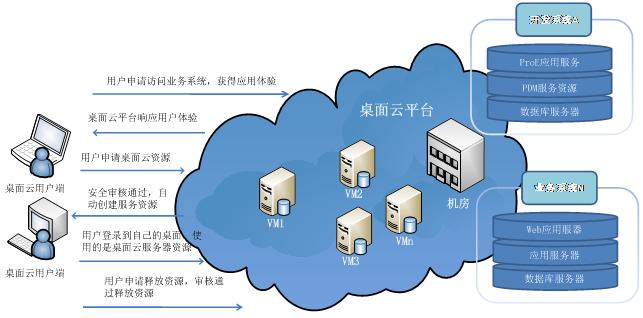 开发系统A
ProE应用服务
PDM服务资源
数据库服务器
用户申请访问业务系统，获得应用体验
桌面云平台响应用户体验
桌面云平台
用户申请桌面云资源
桌面云用户端
安全审核通过，自
动创建服务资源
VM1
VM2
VM3
VMn
机房
业务系统N
Web应用服器
应用服务器
数据库服务器
用户登录到自己的桌面，使
用的是桌面云服务器资源
桌面云用户端
用户申请释放资源，审核通
过释放资源